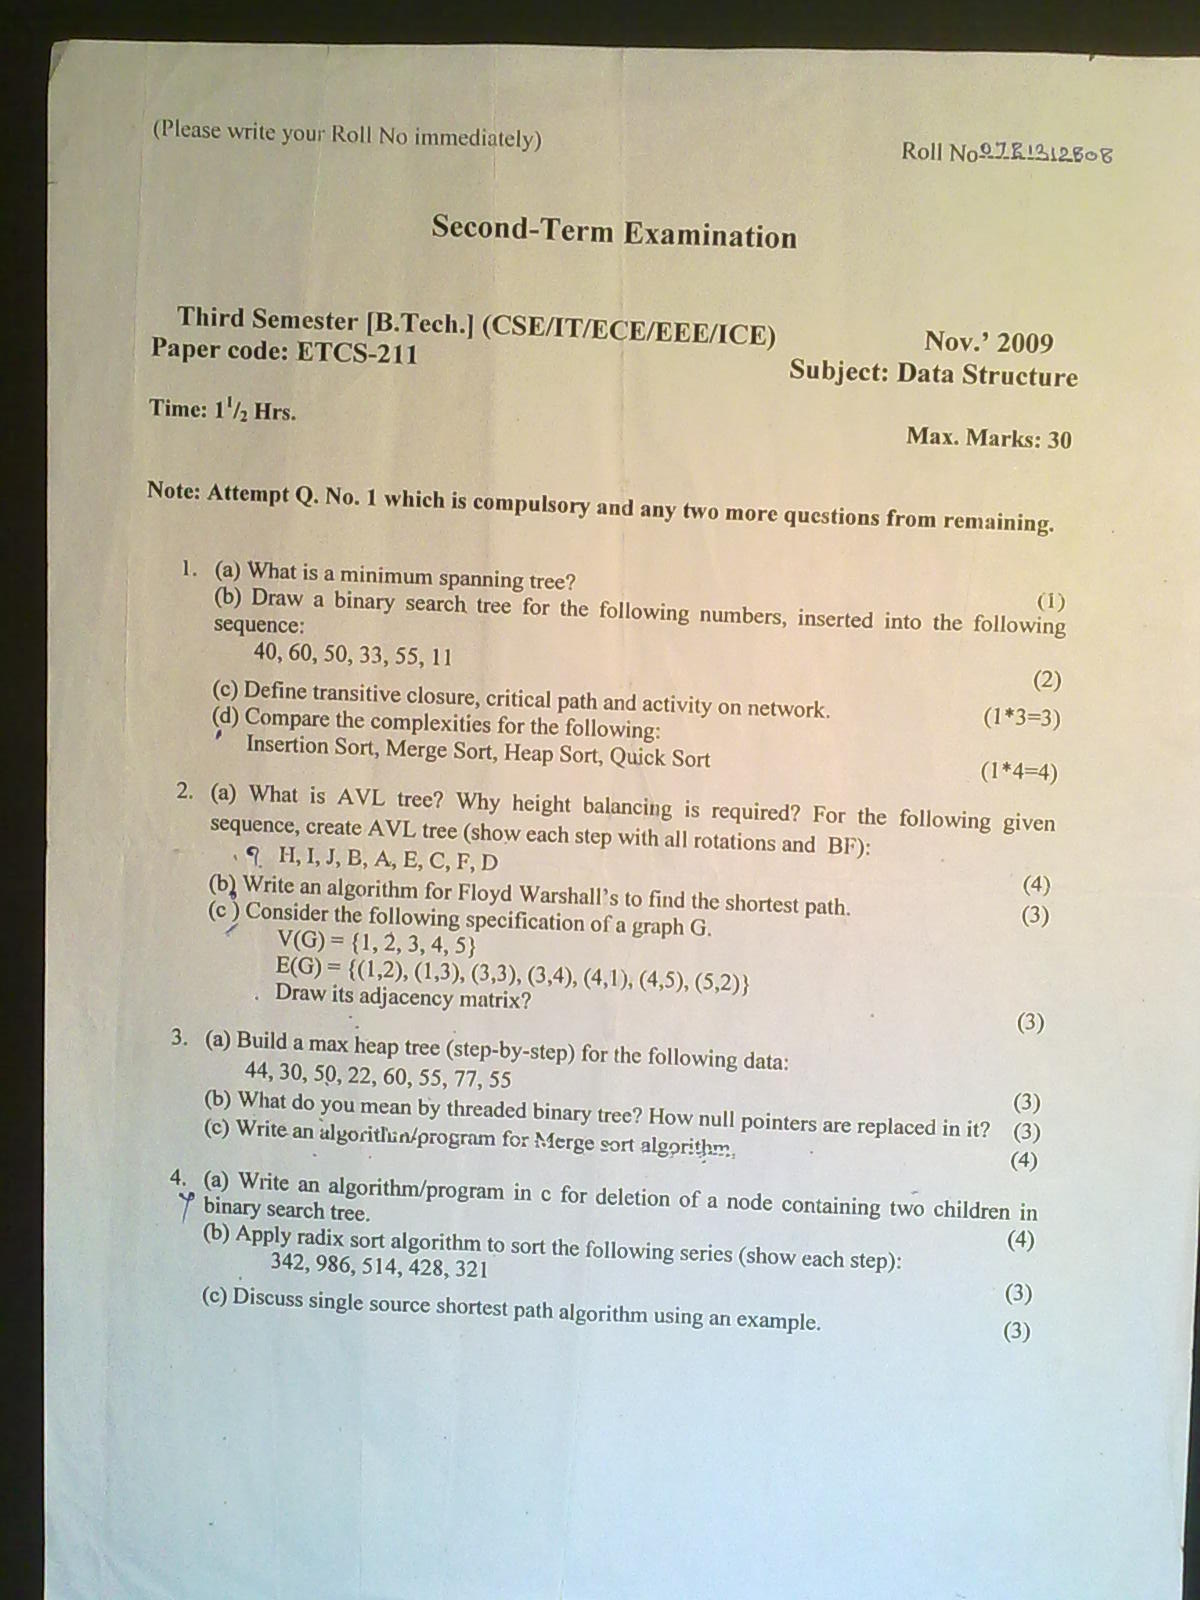 (Please write your Roll No immediately)
Roll No
Second-Term Examination
Third Semester [B.Tech.] (CSE/IT/ECE/EEE/ICE)
Nov.' 2009
Paper code: ETCS-211
Subject: Data Structure
Time: 1 1/2 Hrs.
Max. Marks: 30
Note: Attempt Q. No. 1 which is compulsory and any two more questions from remaining.
1. (a) What is a minimum spanning tree? (1)
(b) Draw a binary search tree for the following numbers, inserted into the following
sequence:
40, 60, 50, 33, 55, 11 (2)
(c) Define transitive closure, critical path and activity on network. (1*3=3)
(d) Compare the complexities for the following:
Insertion Sort, Merge Sort, Heap Sort, Quick Sort (1*4=4)
2. (a) What is AVL tree? Why height balancing is required? For the following given
sequence, create AVL tree (show each step with all rotations and BF):
H, I, J, B, A, E, C, F, D (4)
(b) Write an algorithm for Floyd Warshall's to find the shortest path. (3)
(c) Consider the following specification of a graph G.
V(G) = {1, 2, 3, 4, 5}
E(G) = {(1,2), (1,3), (3,3), (3,4), (4,1), (4,5), (5,2)}
Draw its adjacency matrix? (3)
3. (a) Build a max heap tree (step-by-step) for the following data:
44, 30, 50, 22, 60, 55, 77, 55 (3)
(b) What do you mean by threaded binary tree? How null pointers are replaced in it? (3)
(c) Write an algorithm/program for Merge sort algorithm. (4)
4. (a) Write an algorithm/program in c for deletion of a node containing two children in
binary search tree. (4)
(b) Apply radix sort algorithm to sort the following series (show each step):
342, 986, 514, 428, 321 (3)
(c) Discuss single source shortest path algorithm using an example. (3)